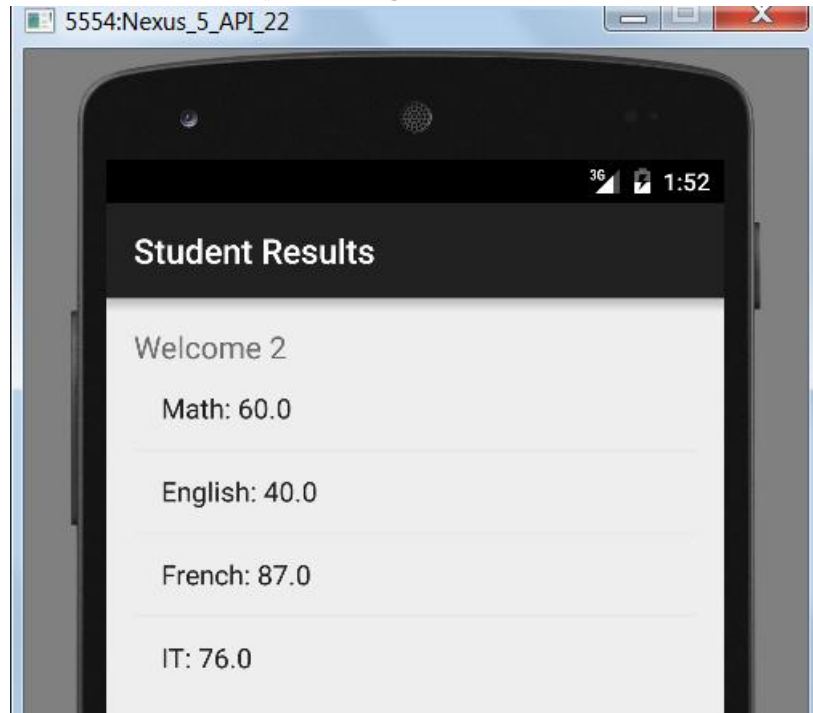 5554:Nexus_5_API_22
3G 1:52
Student Results
Welcome 2
Math: 60.0
English: 40.0
French: 87.0
IT: 76.0